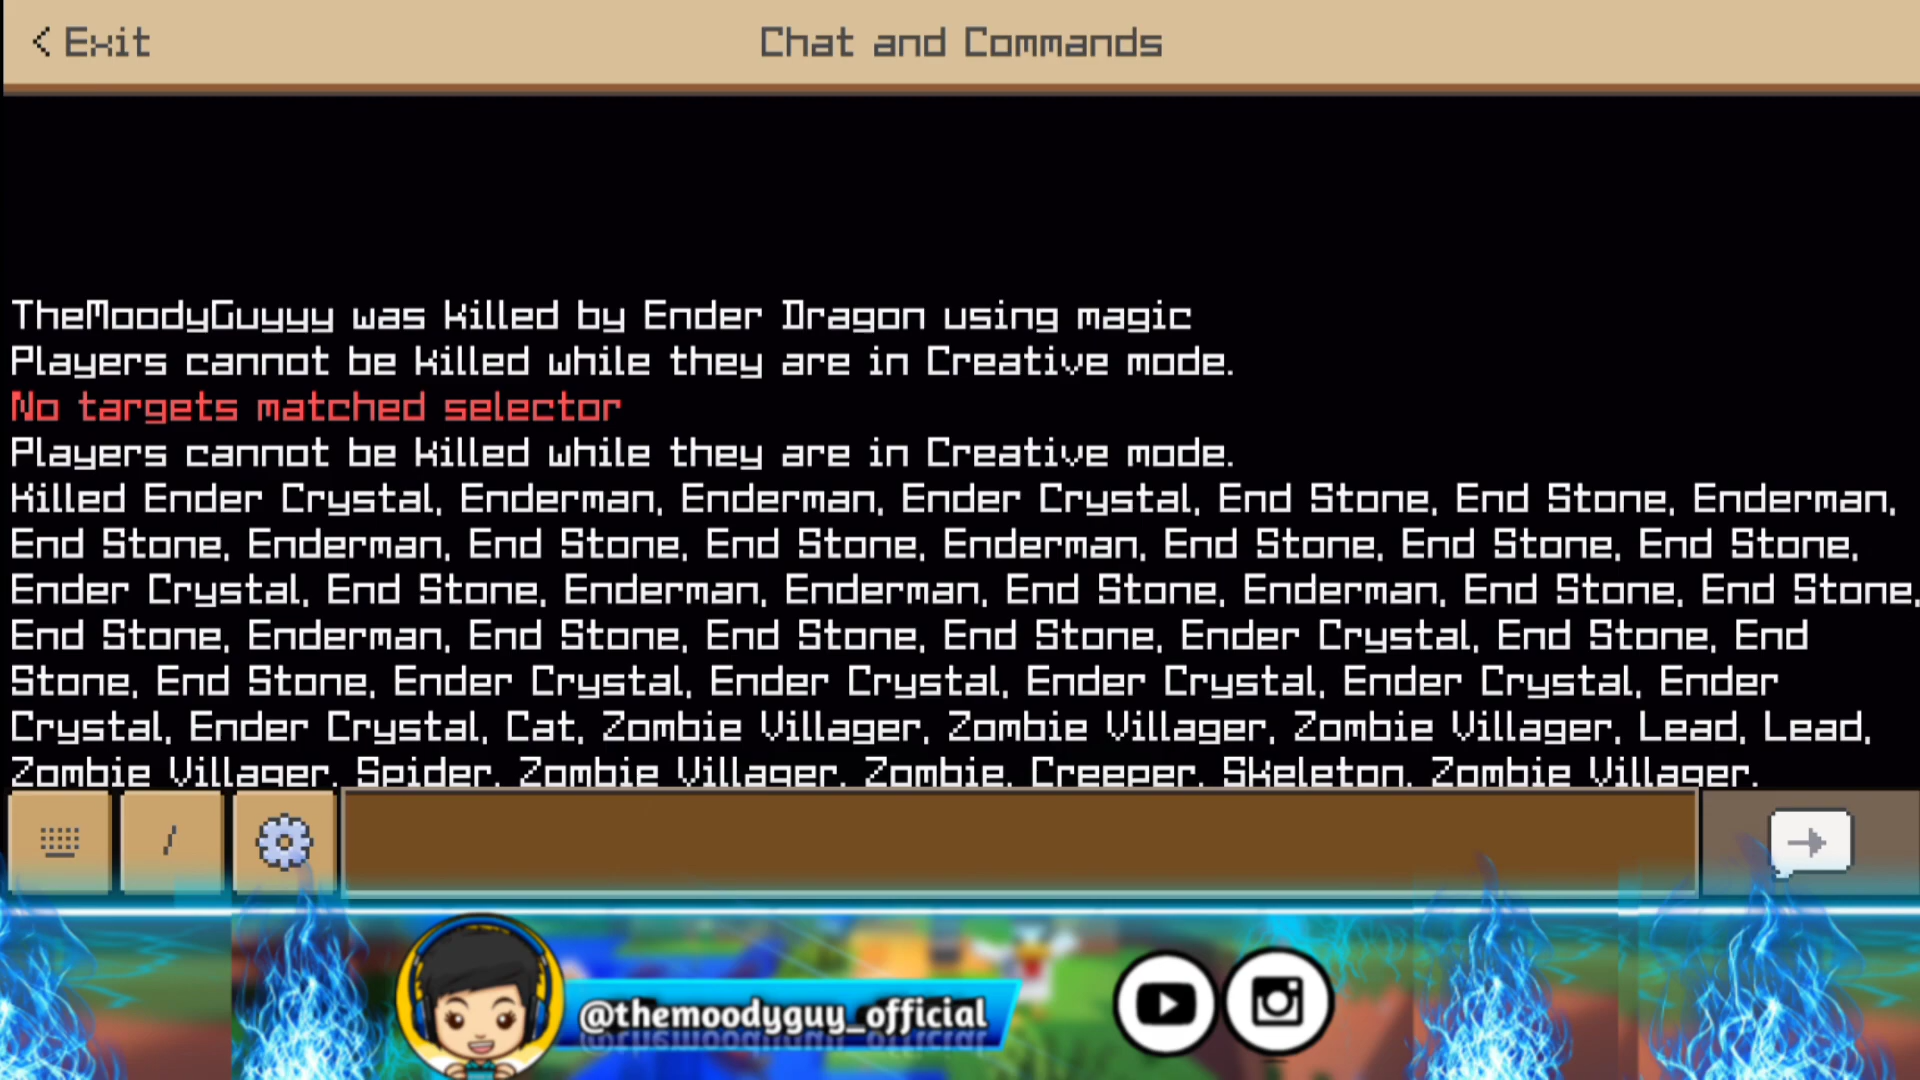 Exit
Chat and Commands
TheMoodyGuyyy was killed by Ender Dragon using magic
Players cannot be killed while they are in Creative mode.
No targets matched selector
Players cannot be killed while they are in Creative mode.
Killed Ender Crystal, Enderman, Enderman, Ender Crystal, End Stone, End Stone, Enderman,
End Stone, Enderman, End Stone, End Stone, Enderman, End Stone, End Stone, End Stone,
Ender Crystal, End Stone, Enderman, Enderman, End Stone, Enderman, End Stone, End Stone,
End Stone, Enderman, End Stone, End Stone, End Stone, Ender Crystal, End Stone, End
Stone, End Stone, Ender Crystal, Ender Crystal, Ender Crystal, Ender Crystal, Ender
Crystal, Ender Crystal, Cat, Zombie Villager, Zombie Villager, Zombie Villager, Lead, Lead,
Zombie Villager, Spider, Zombie Villager, Zombie, Creeper, Skeleton, Zombie Villager,
/
@themoodyguy_official